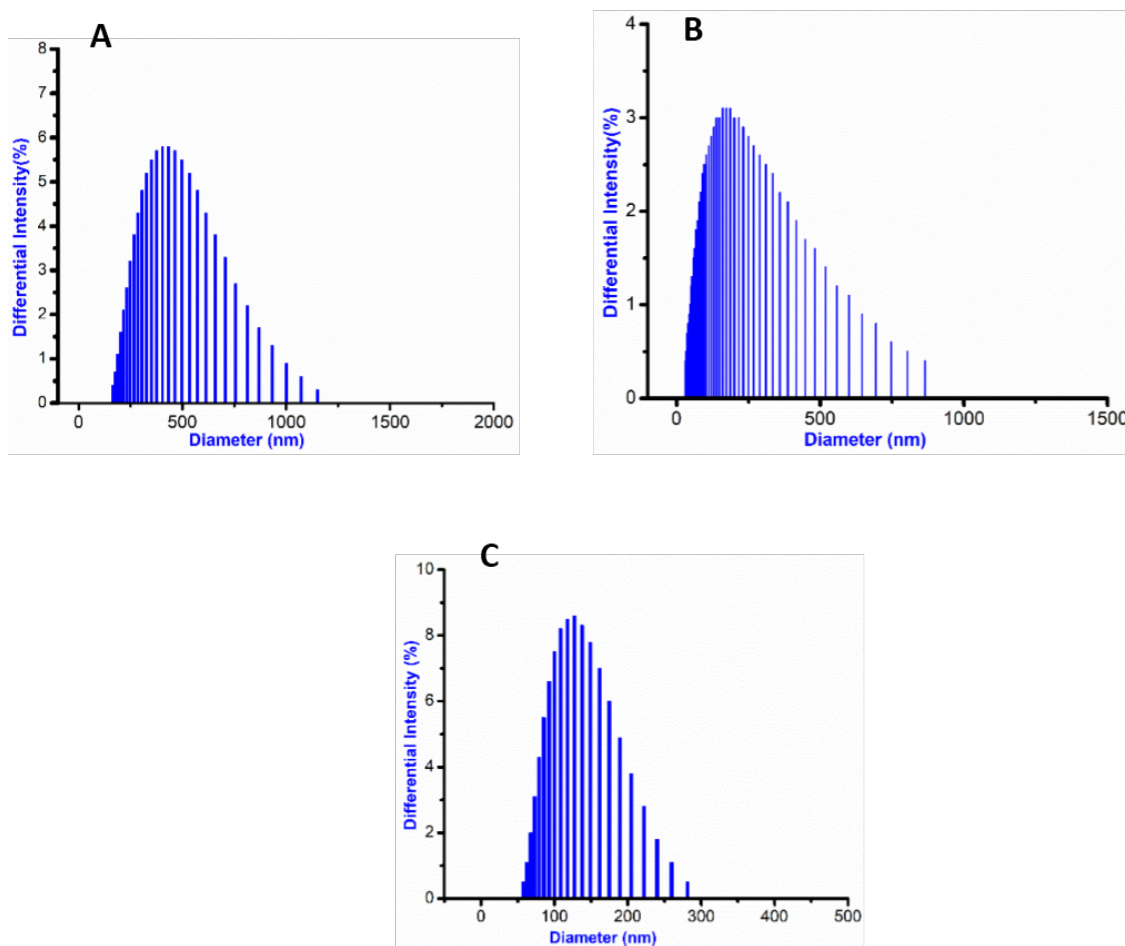 A
8
7
6
5
4
3
2
1
0
Differential Intensity(%)
0 500 1000 1500 2000
Diameter (nm)
B
4
3
2
1
0
Differential Intensity(%)
0 500 1000 1500
Diameter (nm)
C
10
8
6
4
2
0
Differential Intensity (%)
0 100 200 300 400 500
Diameter (nm)